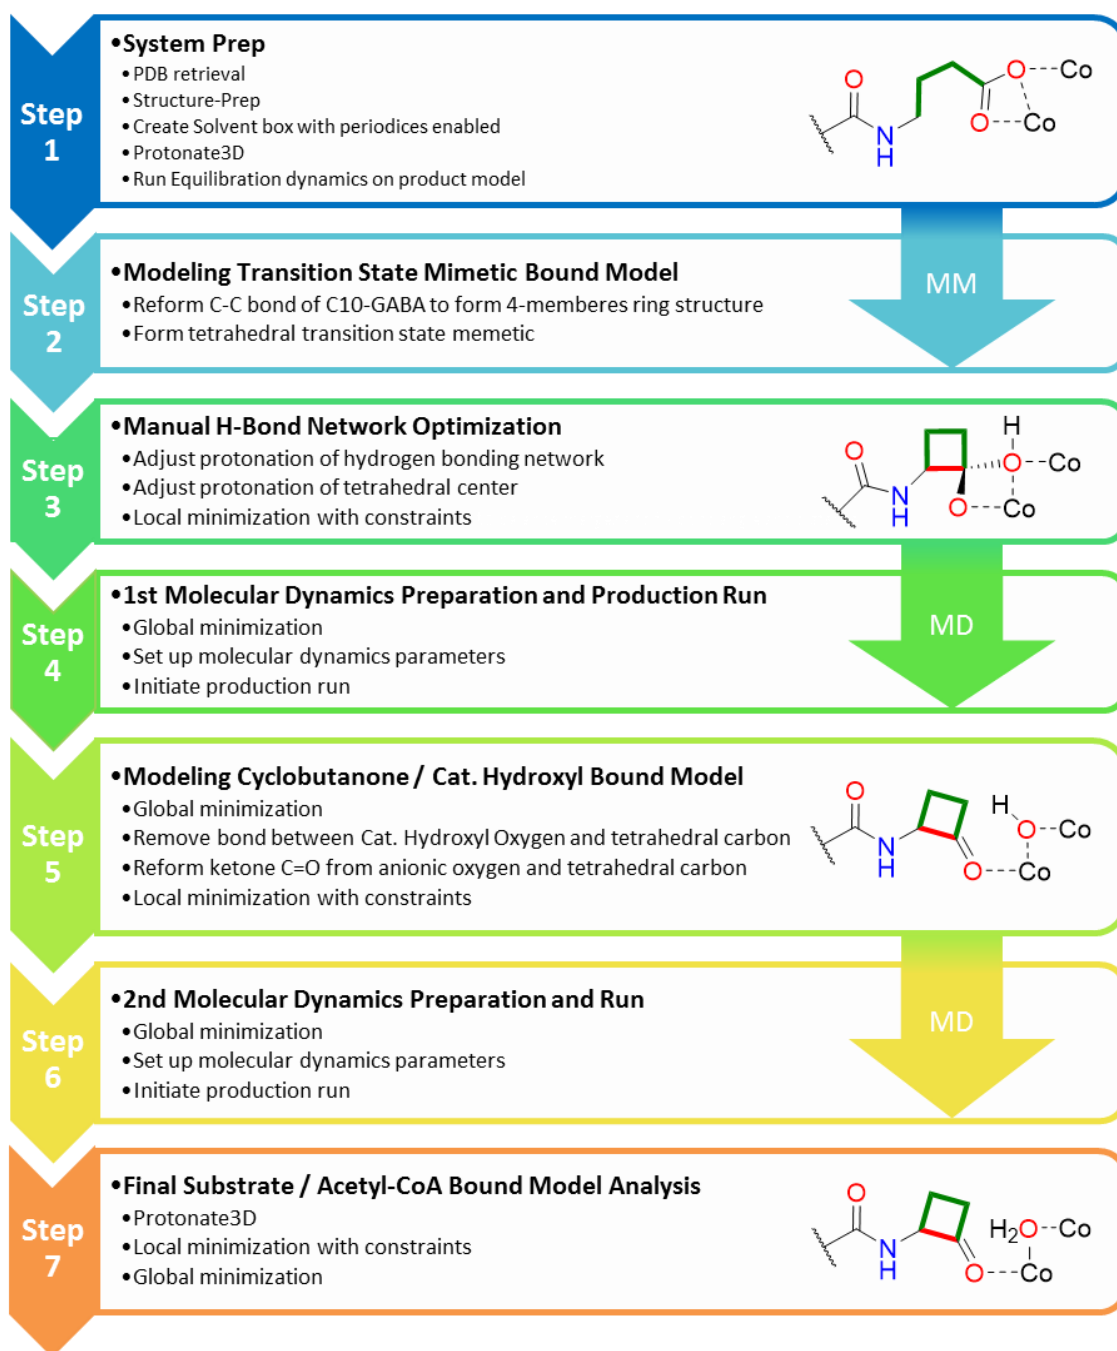 Step
1
•System Prep
•PDB retrieval
•Structure-Prep
•Create Solvent box with periodices enabled
•Protonate3D
•Run Equilibration dynamics on product model
O
N
H
O---Co
O---Co
MM
Step
2
•Modeling Transition State Mimetic Bound Model
•Reform C-C bond of C10-GABA to form 4-memberes ring structure
•Form tetrahedral transition state memetic
Step
3
•Manual H-Bond Network Optimization
•Adjust protonation of hydrogen bonding network
•Adjust protonation of tetrahedral center
•Local minimization with constraints
O
N
H
H
O--Co
O---Co
MD
Step
4
•1st Molecular Dynamics Preparation and Production Run
•Global minimization
•Set up molecular dynamics parameters
•Initiate production run
Step
5
•Modeling Cyclobutanone / Cat. Hydroxyl Bound Model
•Global minimization
•Remove bond between Cat. Hydroxyl Oxygen and tetrahedral carbon
•Reform ketone C=O from anionic oxygen and tetrahedral carbon
•Local minimization with constraints
O
N
H
H
O--Co
O---Co
MD
Step
6
•2nd Molecular Dynamics Preparation and Run
•Global minimization
•Set up molecular dynamics parameters
•Initiate production run
Step
7
•Final Substrate / Acetyl-CoA Bound Model Analysis
•Protonate3D
•Local minimization with constraints
•Global minimization
O
N
H
H2O--Co
O---Co